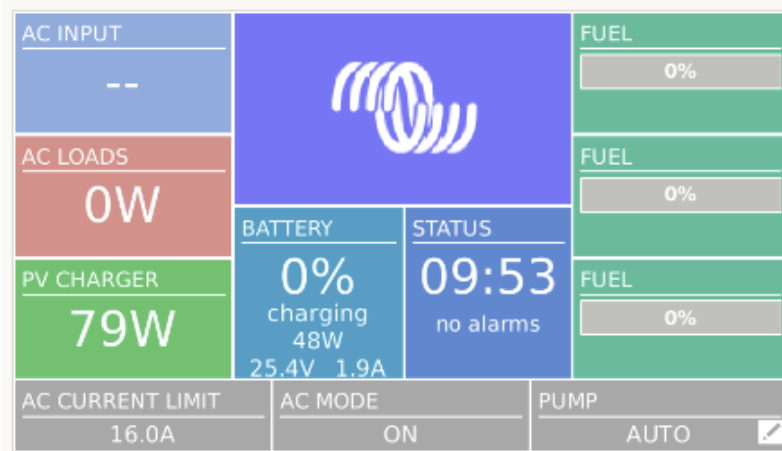 AC INPUT
--
AC LOADS
0W
PV CHARGER
79W
BATTERY
0%
charging
48W
25.4V 1.9A
STATUS
09:53
no alarms
FUEL
0%
FUEL
0%
FUEL
0%
AC CURRENT LIMIT
16.0A
AC MODE
ON
PUMP
AUTO